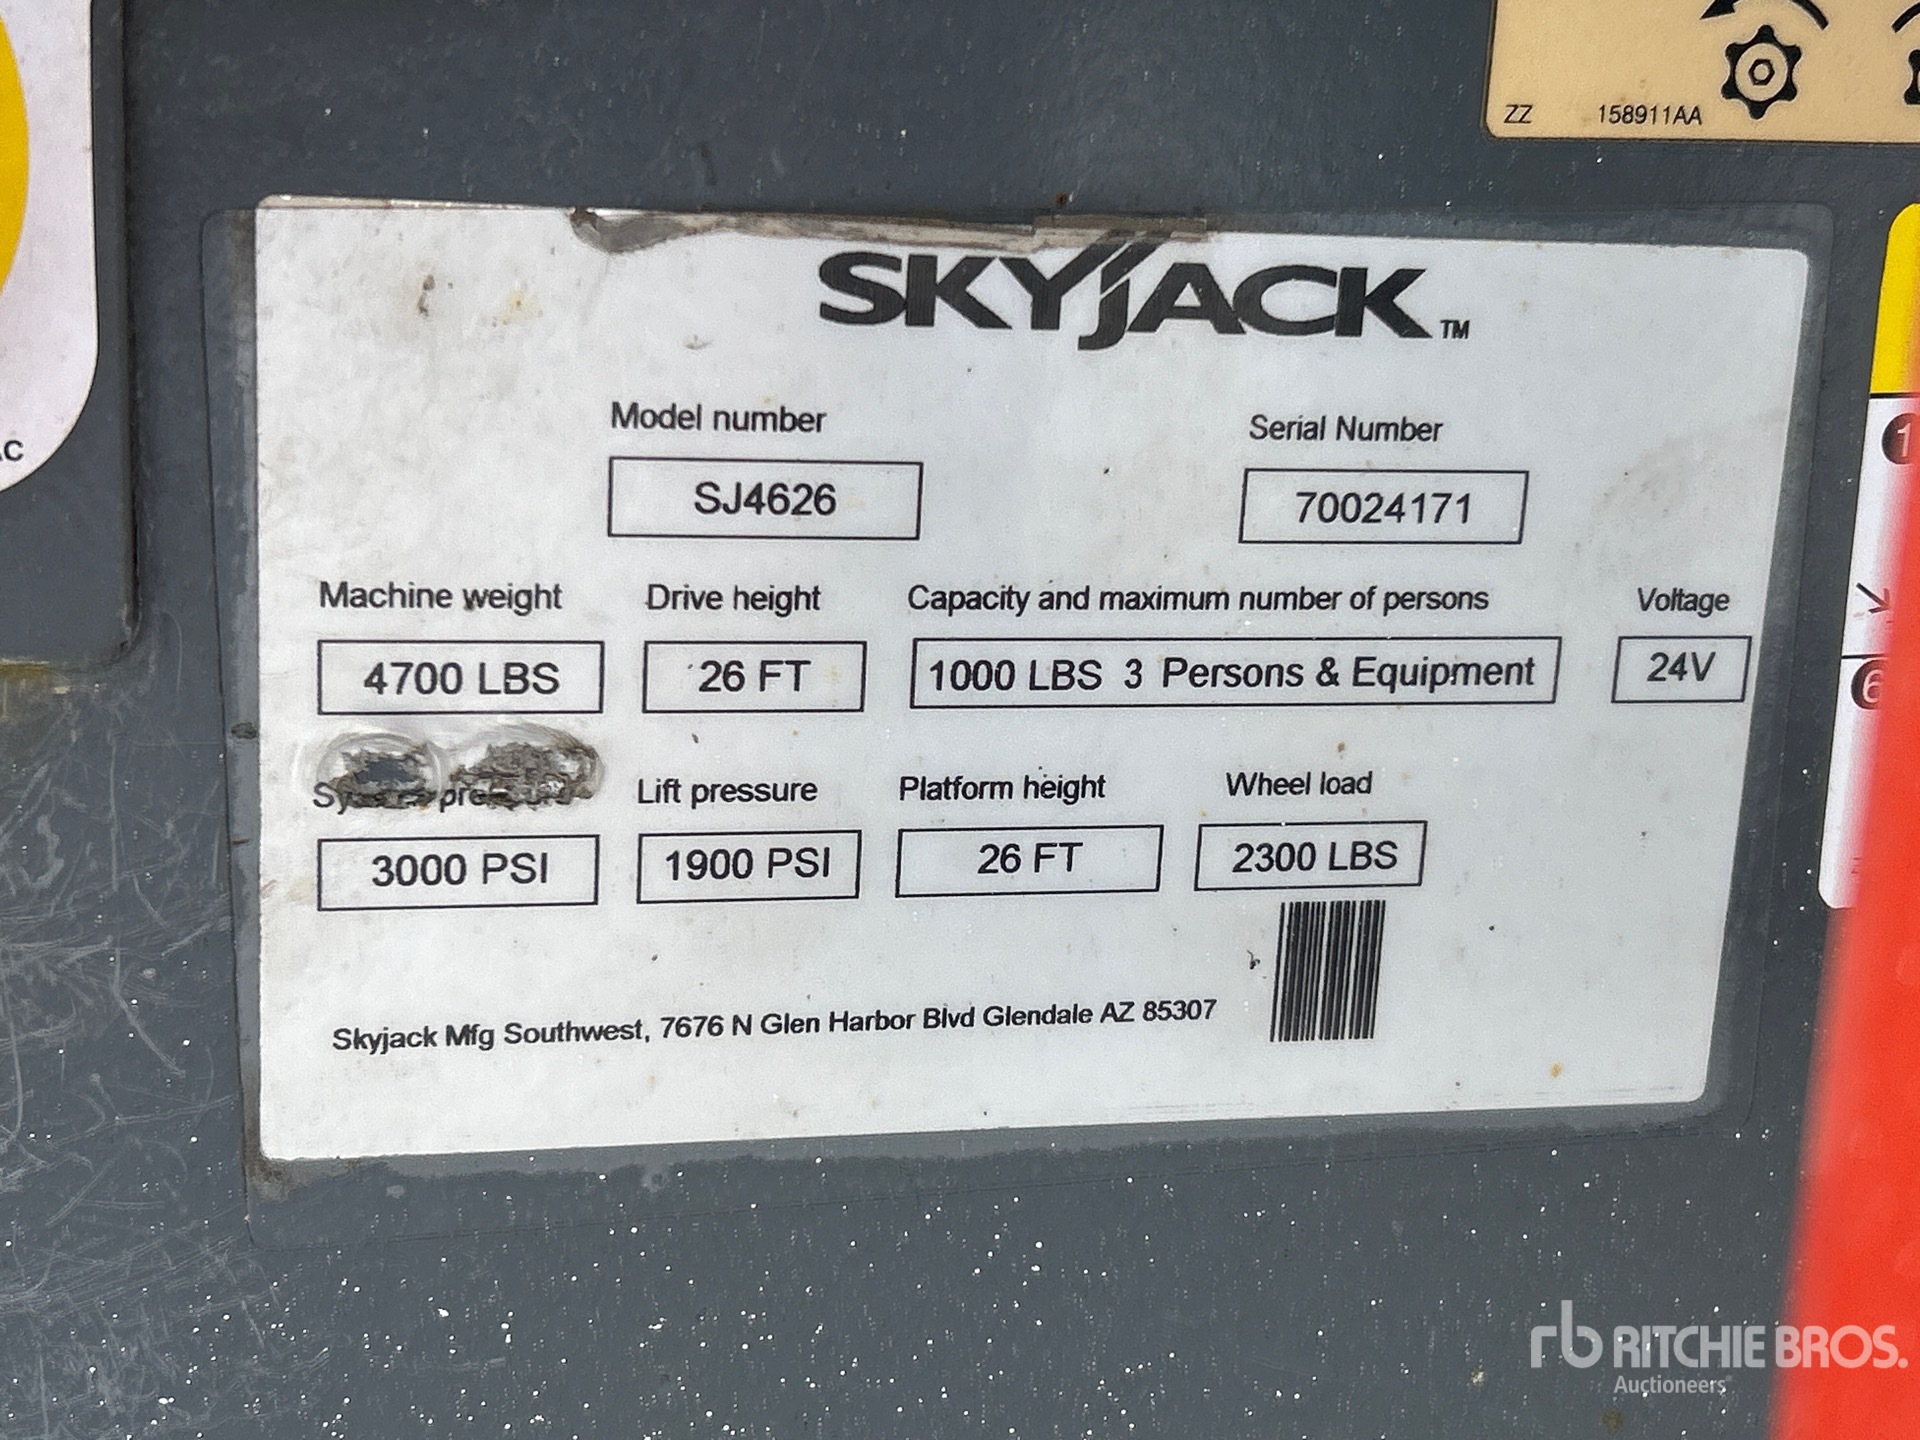 ZZ 158911AA
SKYJACK™
Model number Serial Number
SJ4626 70024171
Machine weight Drive height Capacity and maximum number of persons Voltage
4700 LBS 26 FT 1000 LBS 3 Persons & Equipment 24V
Lift pressure Platform height Wheel load
3000 PSI 1900 PSI 26 FT 2300 LBS
Skyjack Mfg Southwest, 7676 N Glen Harbor Blvd Glendale AZ 85307
1
6
rb RITCHIE BROS.
Auctioneers